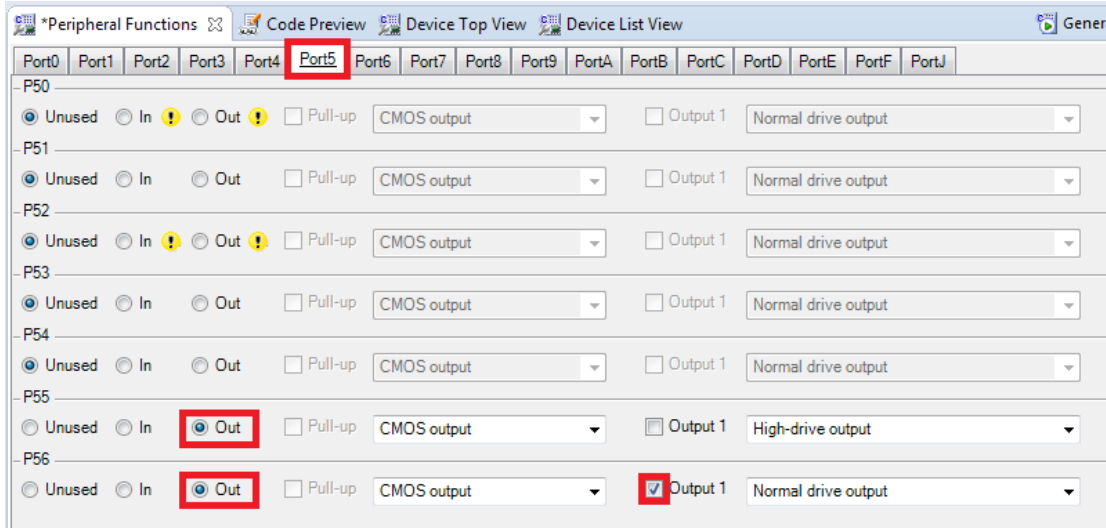 *Peripheral Functions Code Preview Device Top View Device List View Gener
Port0 Port1 Port2 Port3 Port4 Port5 Port6 Port7 Port8 Port9 PortA PortB PortC PortD PortE PortF PortJ
P50
Unused In Out Pull-up CMOS output Output 1 Normal drive output
P51
Unused In Out Pull-up CMOS output Output 1 Normal drive output
P52
Unused In Out Pull-up CMOS output Output 1 Normal drive output
P53
Unused In Out Pull-up CMOS output Output 1 Normal drive output
P54
Unused In Out Pull-up CMOS output Output 1 Normal drive output
P55
Unused In Out Pull-up CMOS output Output 1 High-drive output
P56
Unused In Out Pull-up CMOS output Output 1 Normal drive output